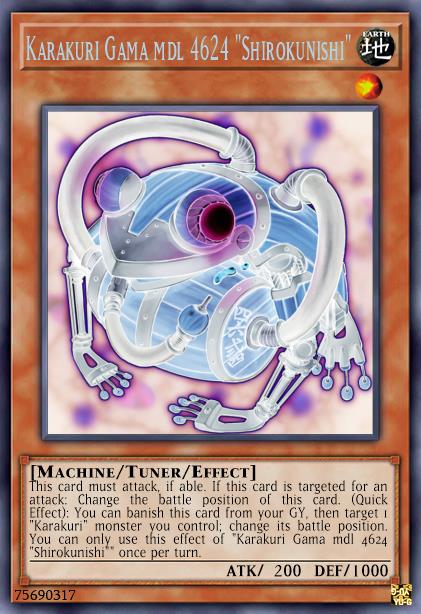 KARAKURI GAMA MDL 4624 "SHIROKUNISHI"
EARTH
地
[MACHINE/TUNER/EFFECT]
This card must attack, if able. If this card is targeted for an
attack: Change the battle position of this card. (Quick
Effect): You can banish this card from your GY, then target 1
"Karakuri" monster you control; change its battle position.
You can only use this effect of "Karakuri Gama mdl 4624
"Shirokunishi"" once per turn.
ATK/ 200 DEF/1000
75690317